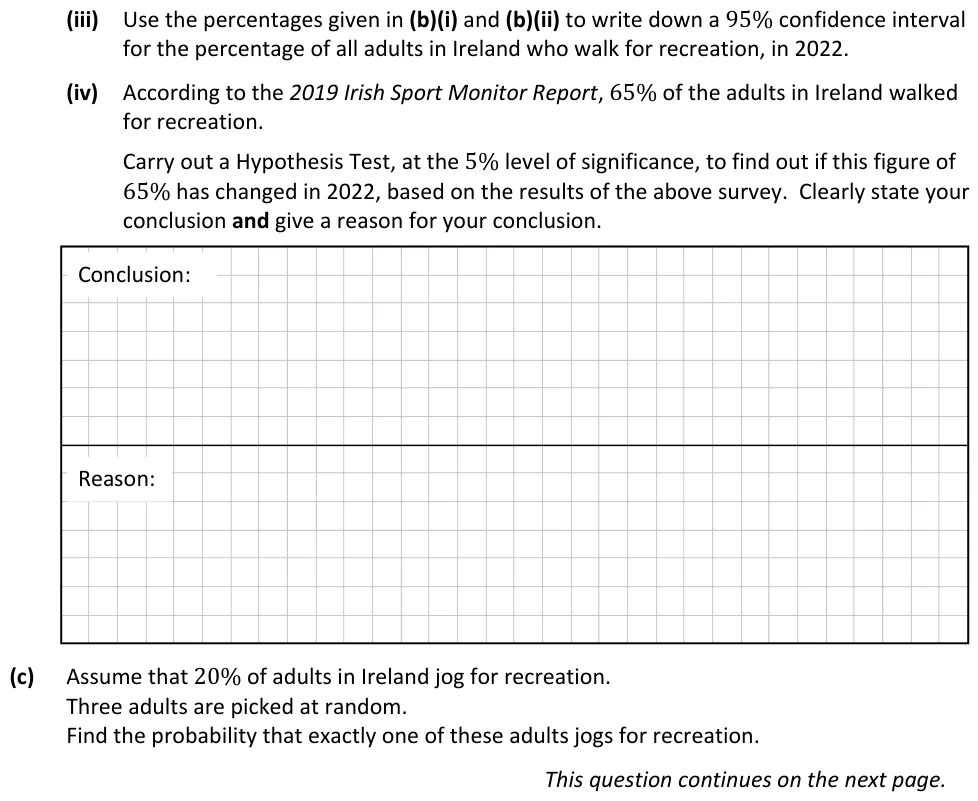 (iii) Use the percentages given in (b)(i) and (b)(ii) to write down a 95% confidence interval
for the percentage of all adults in Ireland who walk for recreation, in 2022.
(iv) According to the 2019 Irish Sport Monitor Report, 65% of the adults in Ireland walked
for recreation.
Carry out a Hypothesis Test, at the 5% level of significance, to find out if this figure of
65% has changed in 2022, based on the results of the above survey. Clearly state your
conclusion and give a reason for your conclusion.
Conclusion:
Reason:
(c) Assume that 20% of adults in Ireland jog for recreation.
Three adults are picked at random.
Find the probability that exactly one of these adults jogs for recreation.
This question continues on the next page.